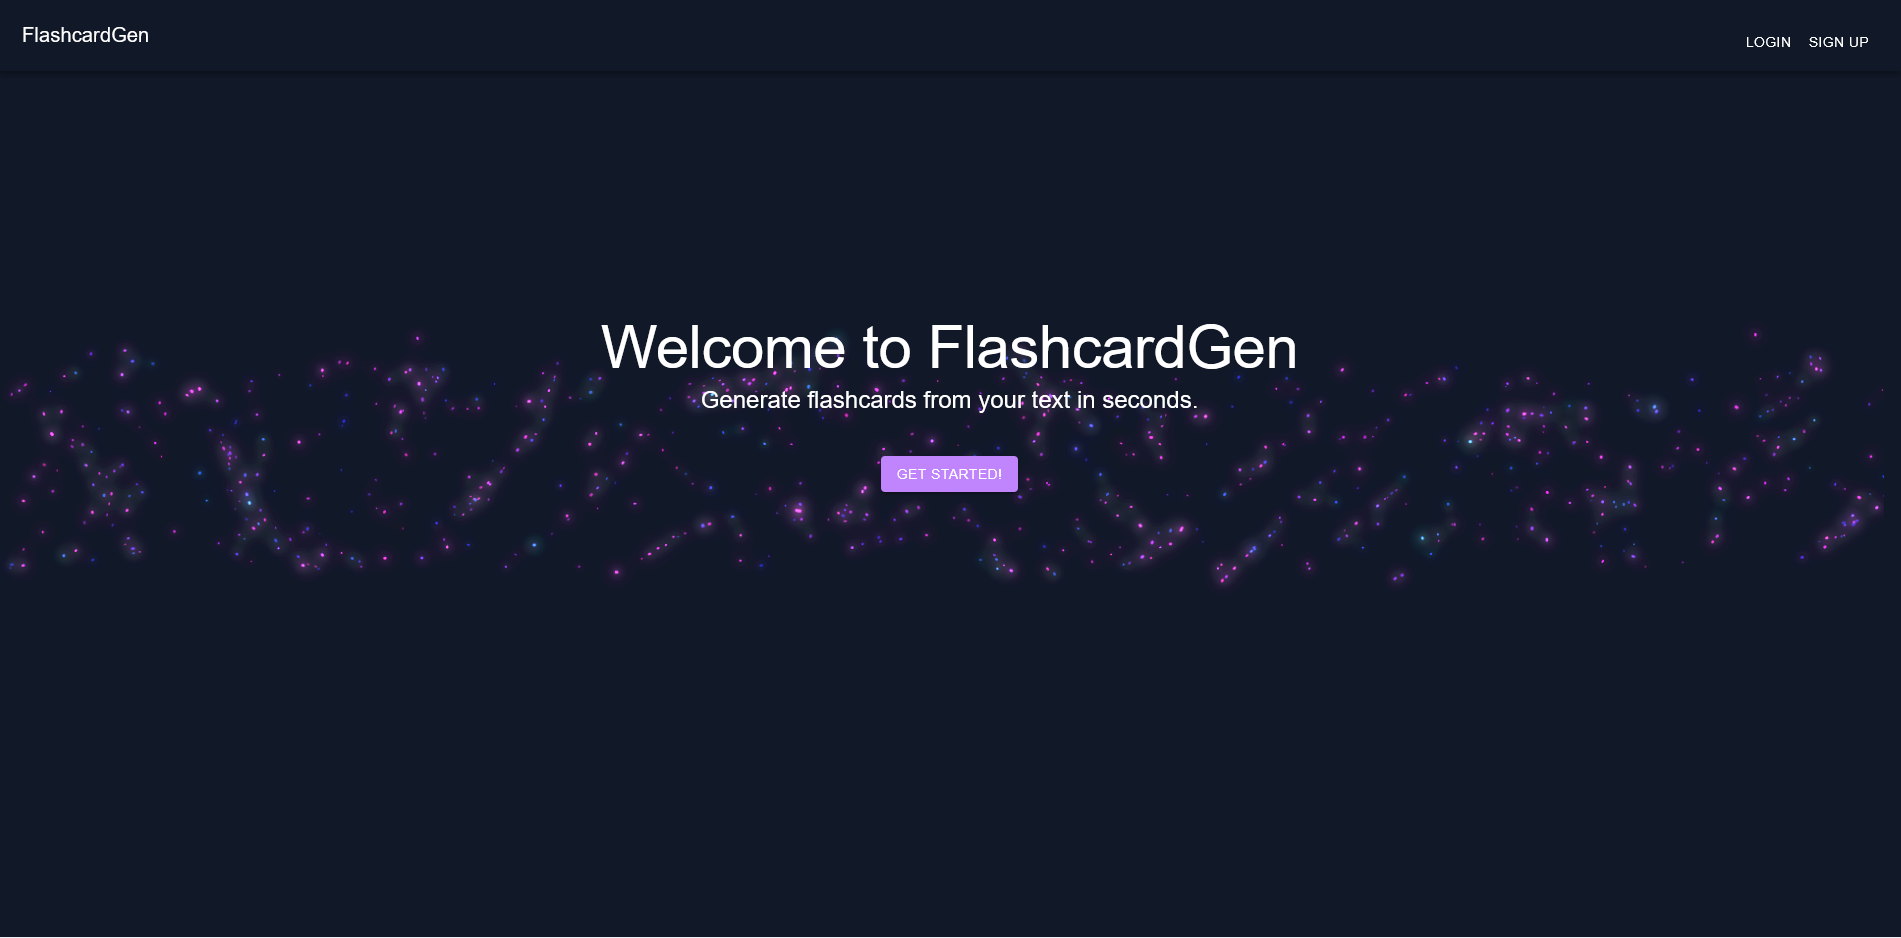 FlashcardGen
LOGIN SIGN UP
Welcome to FlashcardGen
Generate flashcards from your text in seconds.
GET STARTED!